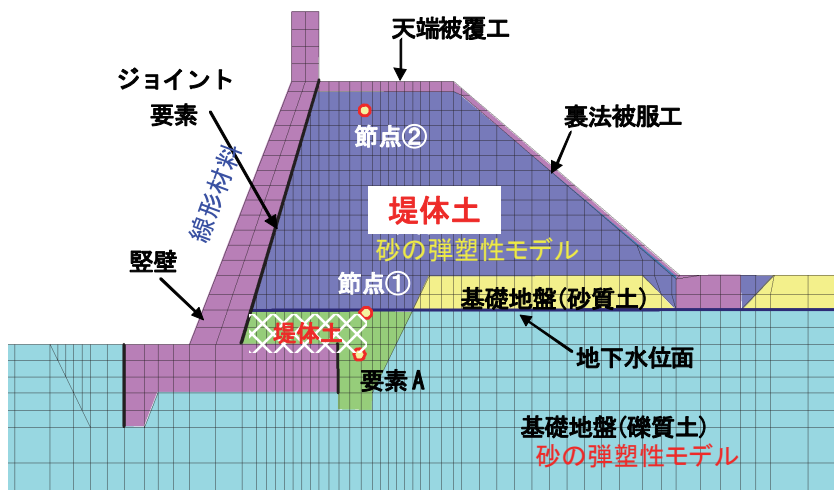 天端被覆工
ジョイント
要素
裏法被服工
節点②
線形材料
堤体土
砂の弾塑性モデル
竪壁
節点①
基礎地盤(砂質土)
堤体土
地下水位面
要素A
基礎地盤(礫質土)
砂の弾塑性モデル